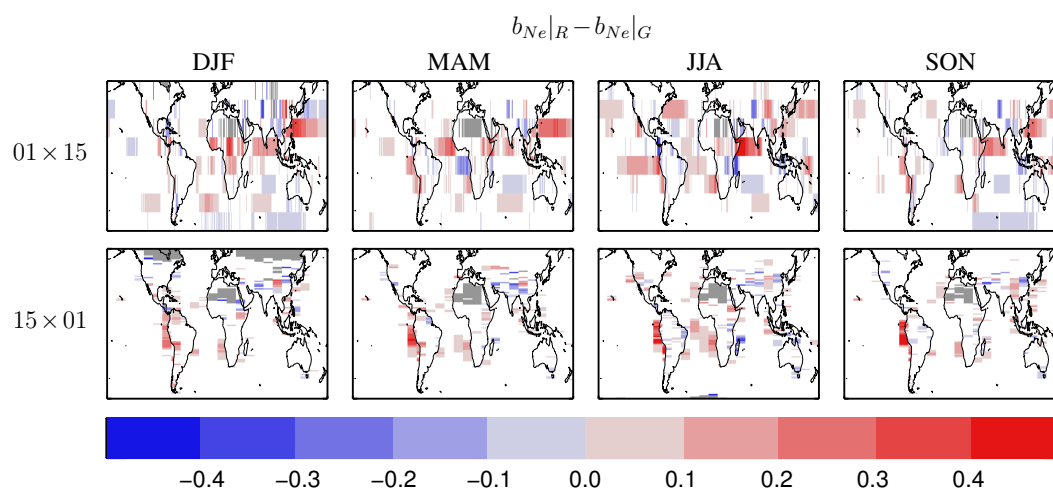 b_{Ne}|_R − b_{Ne}|_G
DJF MAM JJA SON
01 × 15
15 × 01
−0.4 −0.3 −0.2 −0.1 0.0 0.1 0.2 0.3 0.4